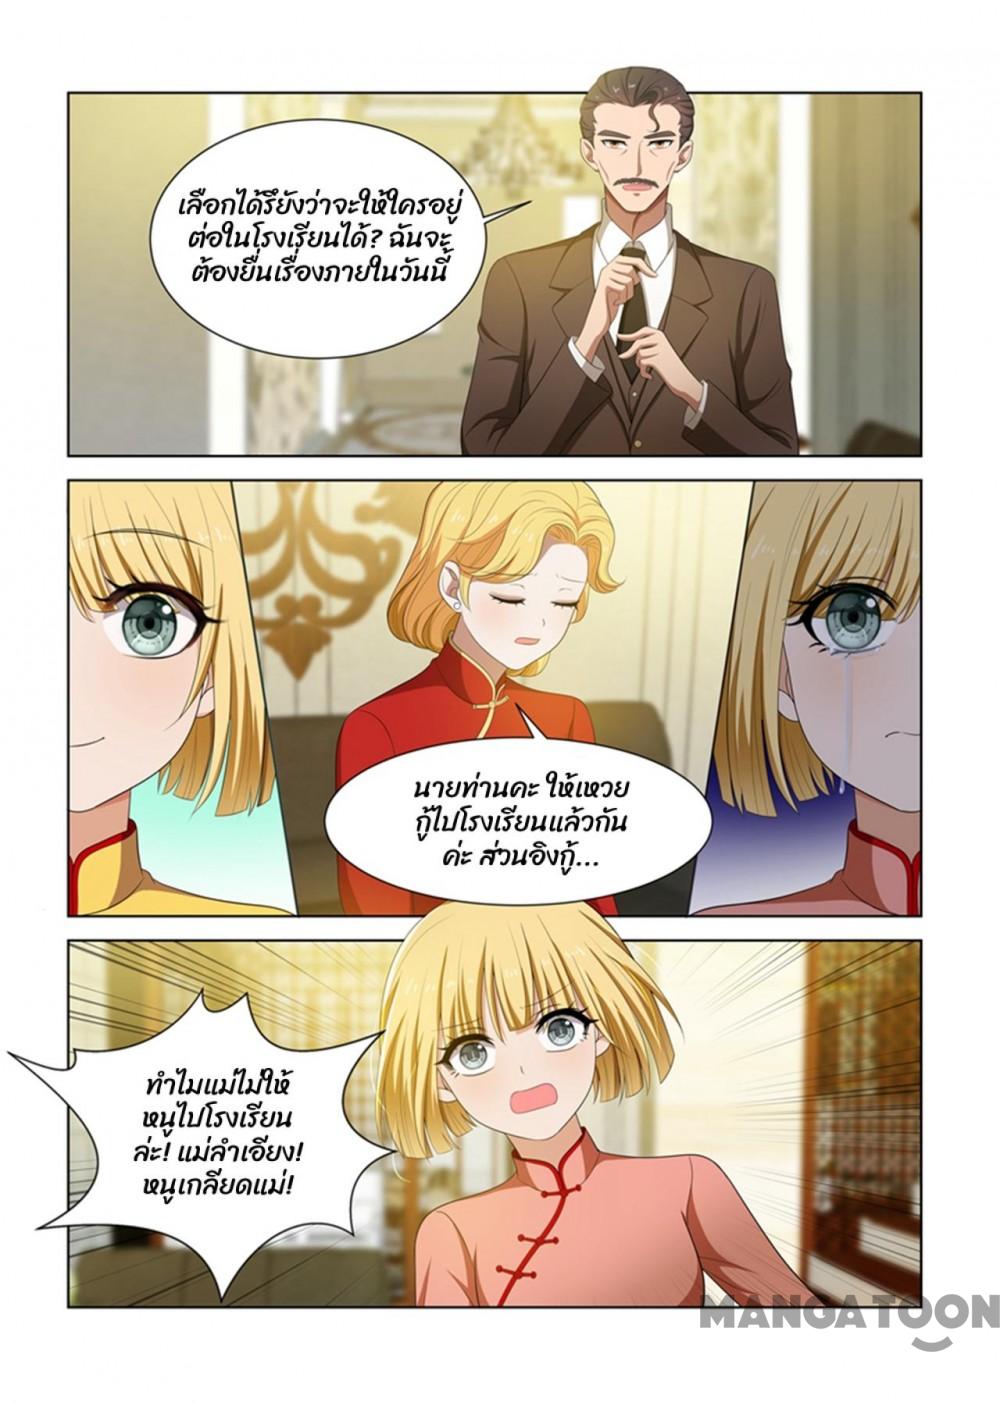 เลือกได้รึยังว่าจะให้ใครอยู่
ต่อในโรงเรียนได้? ฉันจะ
ต้องยื่นเรื่องภายในวันนี้
นายท่านคะ ให้เหวย
กู้ไปโรงเรียนแล้วกัน
ค่ะ ส่วนอิงกู้...
ทำไมแม่ไม่ให้
หนูไปโรงเรียน
ล่ะ! แม่ลำเอียง!
หนูเกลียดแม่!
MANGATOON